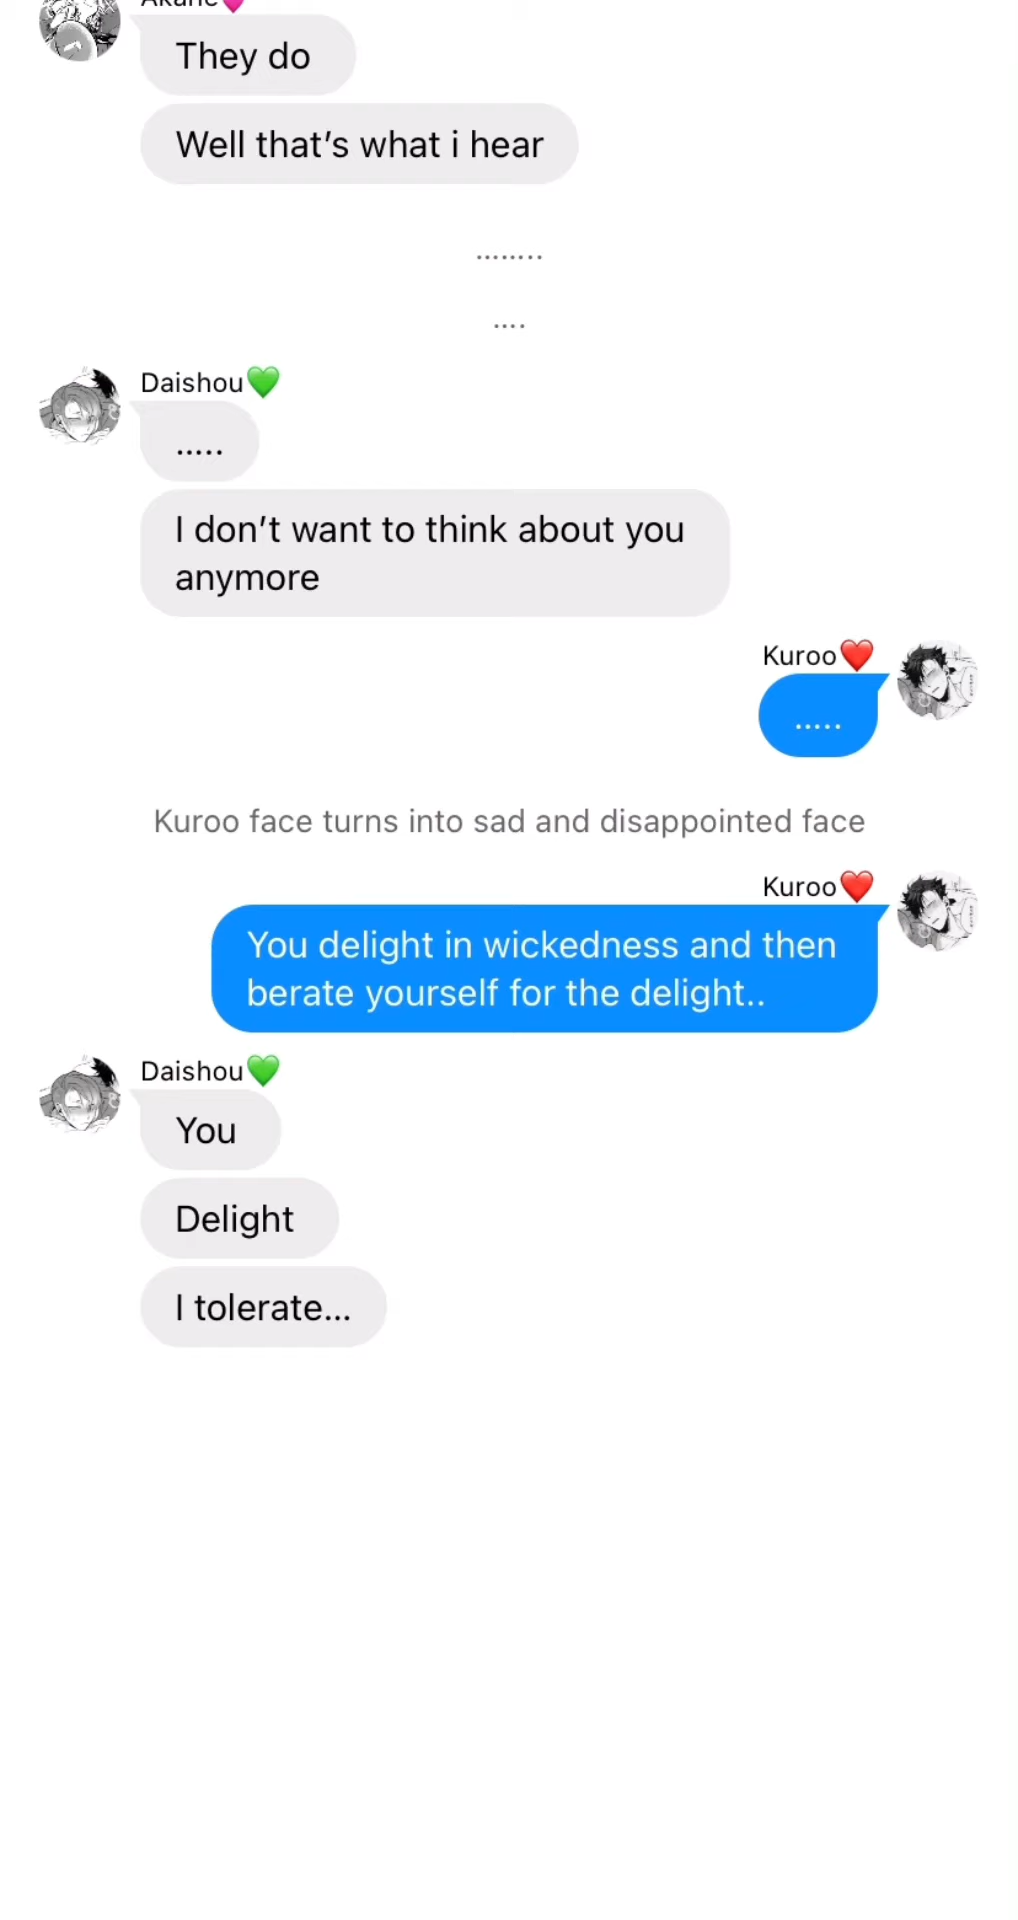 Akane💗
They do
Well that’s what i hear
........
....
Daishou💚
.....
I don’t want to think about you
anymore
Kuroo❤️
.....
Kuroo face turns into sad and disappointed face
Kuroo❤️
You delight in wickedness and then
berate yourself for the delight..
Daishou💚
You
Delight
I tolerate...